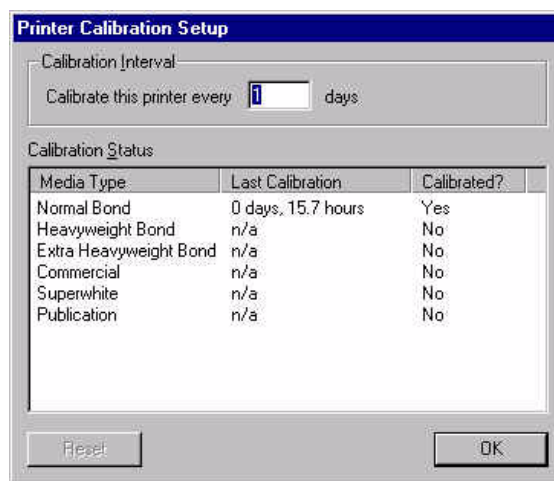 Printer Calibration Setup
Calibration Interval
Calibrate this printer every 1 days
Calibration Status
Media Type Last Calibration Calibrated?
Normal Bond 0 days, 15.7 hours Yes
Heavyweight Bond n/a No
Extra Heavyweight Bond n/a No
Commercial n/a No
Superwhite n/a No
Publication n/a No
Reset OK